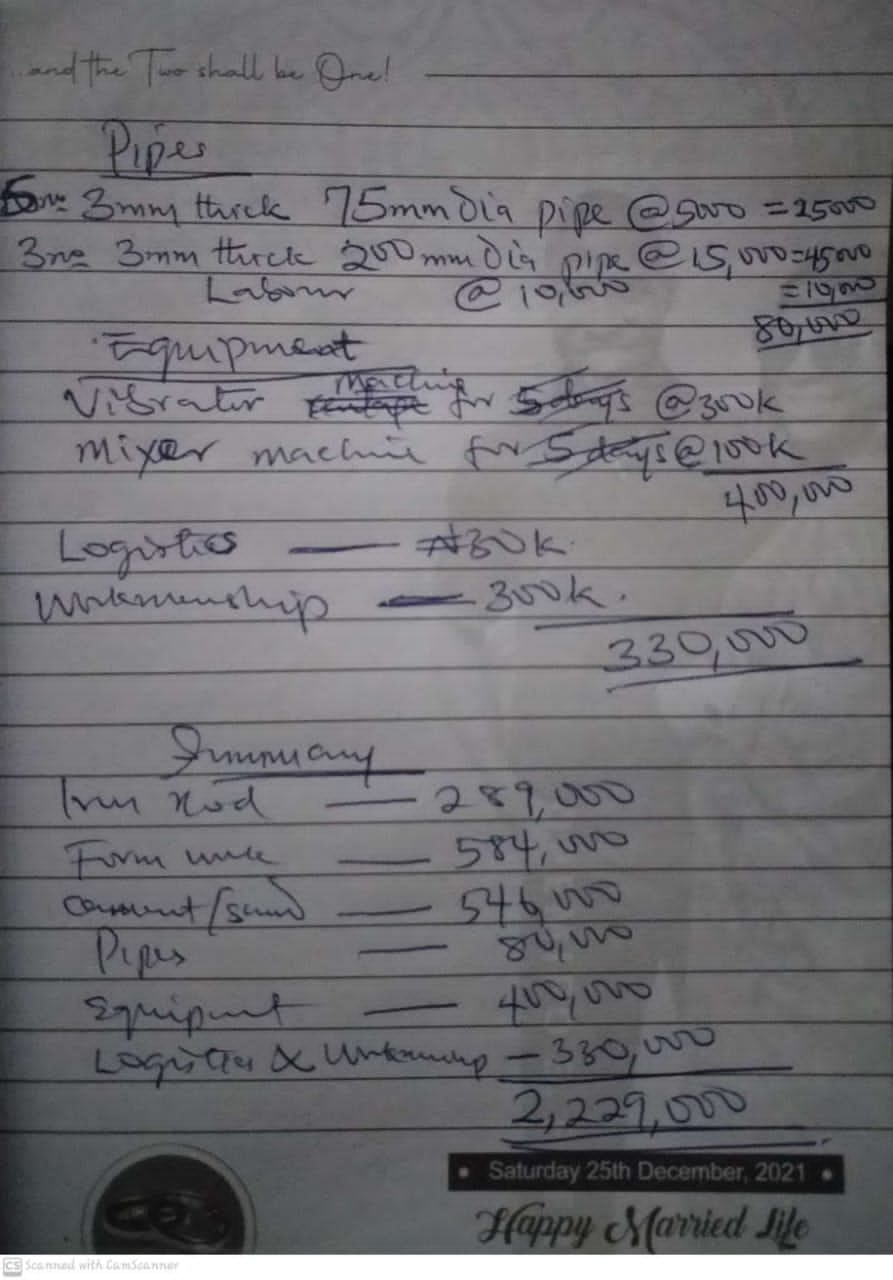 ...and the Two shall be One!
Pipes
5no 3mm thick 75mm dia pipe @5000 = 25000
3no 3mm thick 200mm dia pipe @15,000=45000
Labour @ 10,000 =10,000
80,000
Equipment
Vibrator Machine for 5 days @300k
Mixer machine for 5 days @100k
400,000
Logistics — ₦30k
Workmenship — 300k.
330,000
Summary
Iron Rod — 289,000
Form work — 584,000
Cement/sand — 546,000
Pipes — 80,000
Equipment — 400,000
Logistics & Workmenship — 330,000
2,229,000
• Saturday 25th December, 2021 •
Happy Married Life
CS Scanned with CamScanner